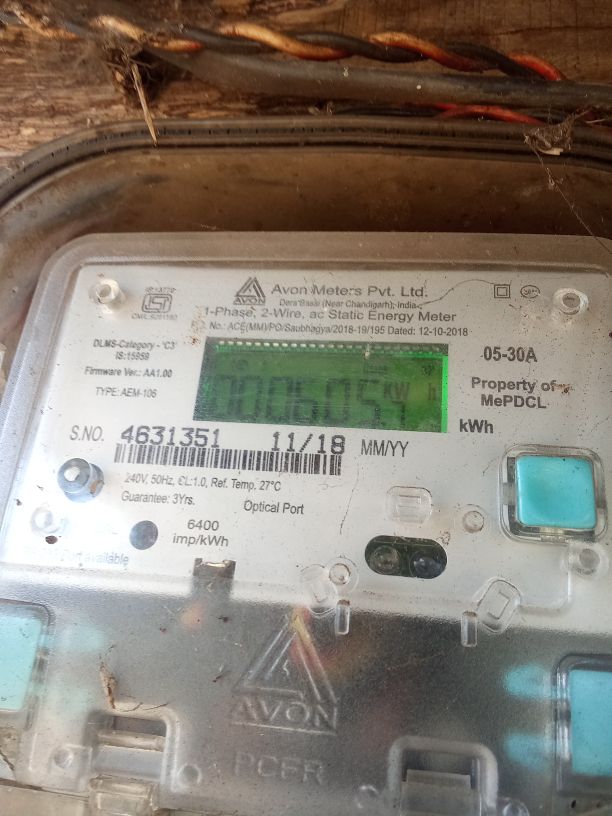 AVON
Avon Meters Pvt. Ltd.
Dera Bassi (Near Chandigarh), India
1-Phase, 2-Wire, ac Static Energy Meter
P.O. No.: ACE(MM)/PO/Saubhagya/2018-19/195 Dated: 12-10-2018
ISI
DLMS-Category - 'C3'
IS:15959
Firmware Ver.: AA1.00
TYPE: AEM-106
05-30A
Property of
MePDCL
kW h
kWh
S.NO. 4631351 11/18 MM/YY
240V, 50Hz, CL:1.0, Ref. Temp. 27°C
Guarantee: 3Yrs.
Optical Port
6400
imp/kWh
available
AVON